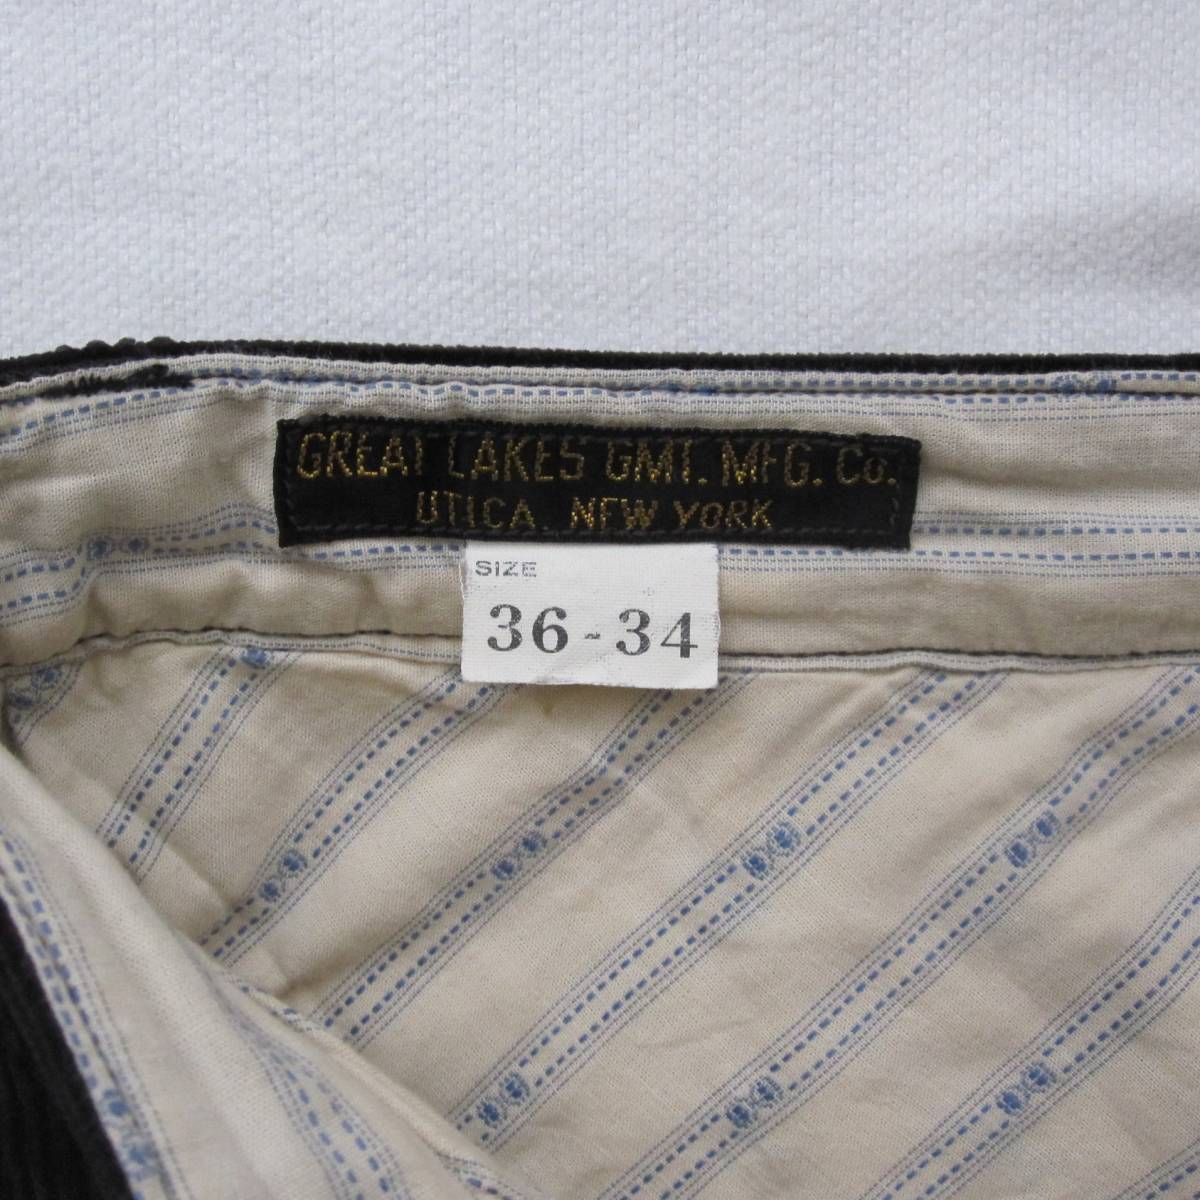 GREAT LAKES GMT. MFG. Co.
UTICA NEW YORK
SIZE
36-34